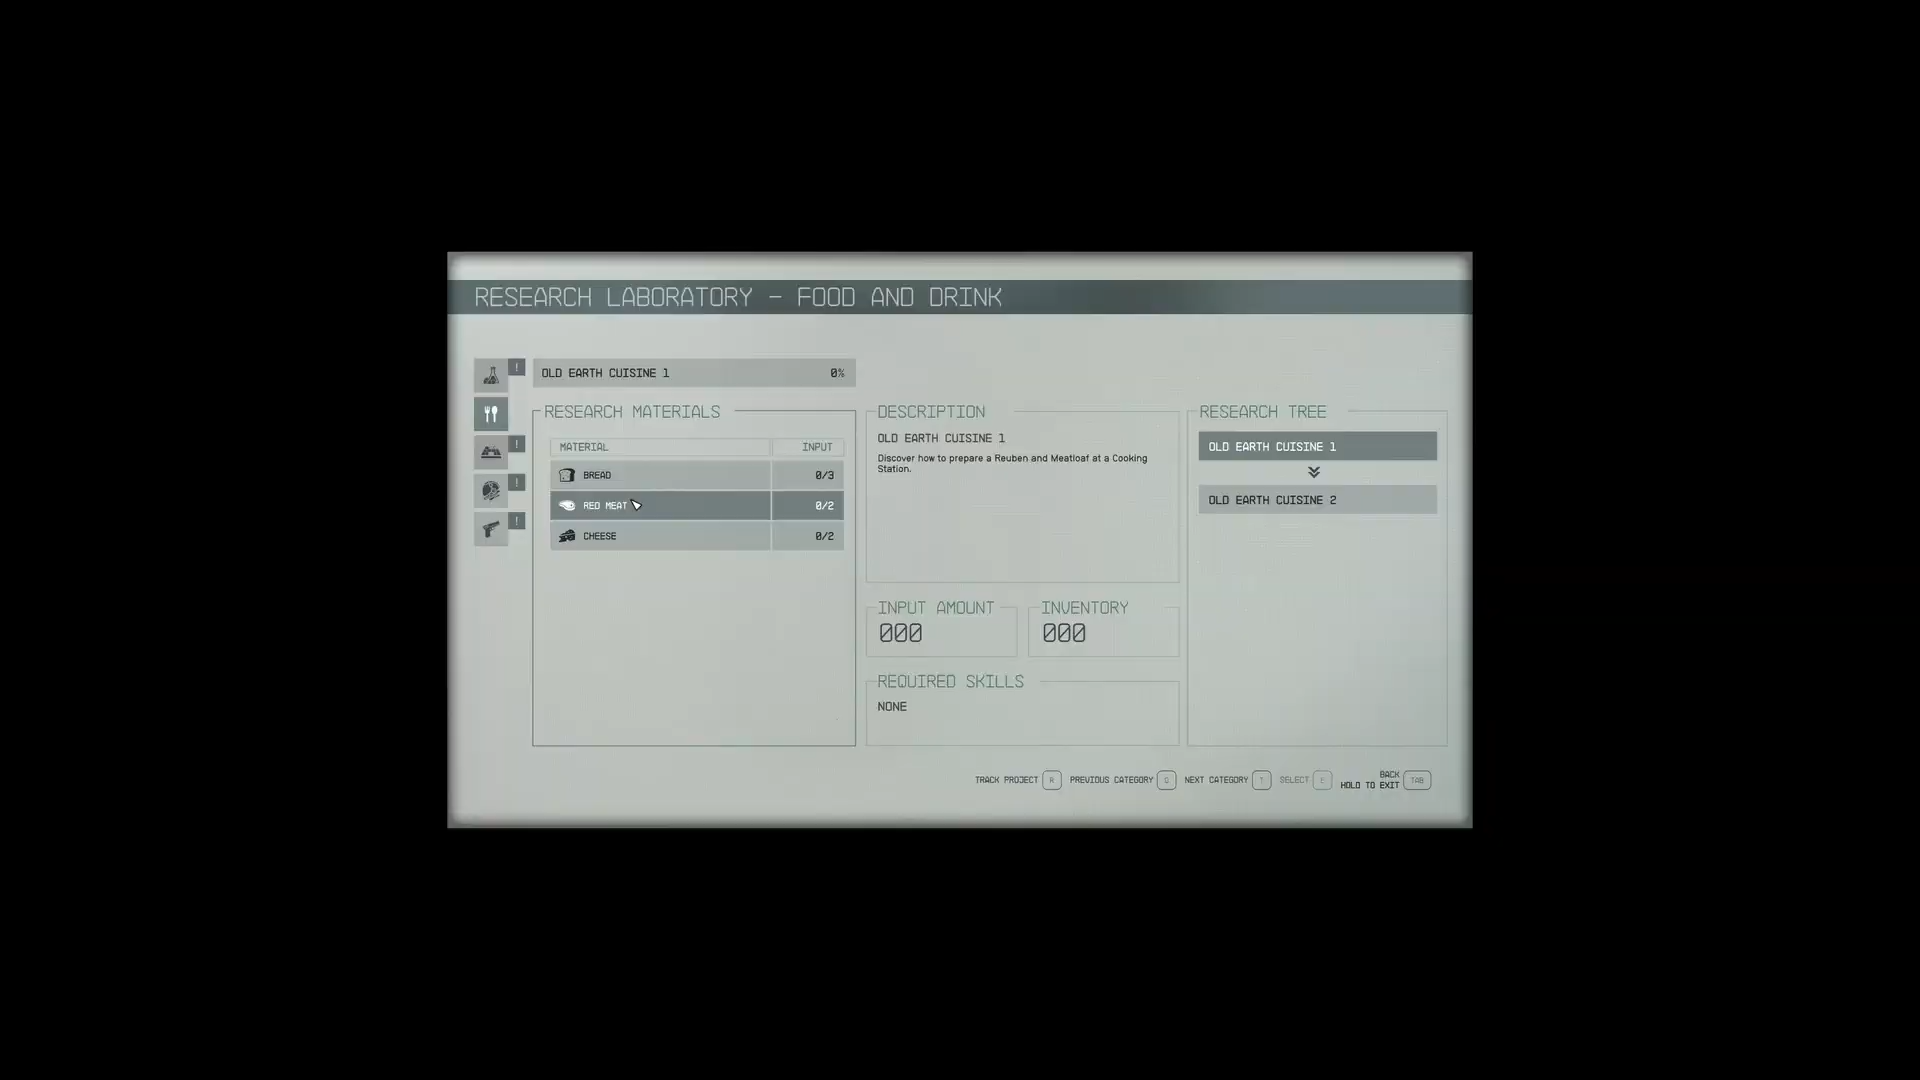 RESEARCH LABORATORY - FOOD AND DRINK
!
OLD EARTH CUISINE 1 0%
RESEARCH MATERIALS
MATERIAL INPUT
BREAD 0/3
RED MEAT 0/2
CHEESE 0/2
!
!
!
DESCRIPTION
OLD EARTH CUISINE 1
Discover how to prepare a Reuben and Meatloaf at a Cooking
Station.
INPUT AMOUNT
000
INVENTORY
000
REQUIRED SKILLS
NONE
RESEARCH TREE
OLD EARTH CUISINE 1
OLD EARTH CUISINE 2
TRACK PROJECT R PREVIOUS CATEGORY Q NEXT CATEGORY T SELECT E BACK
HOLD TO EXIT TAB